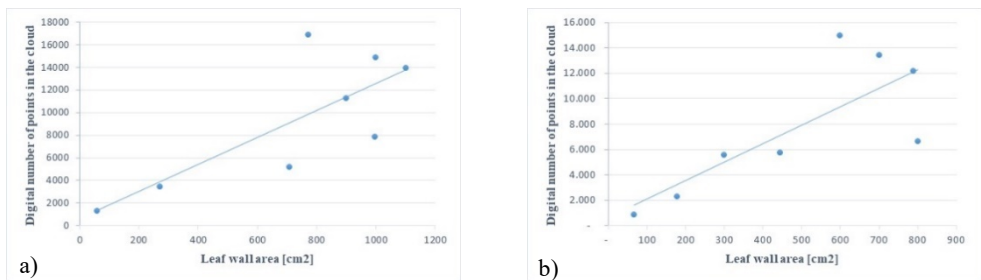 18000
16000
14000
12000
10000
8000
6000
4000
2000
0
0 200 400 600 800 1000 1200
Digital number of points in the cloud
Leaf wall area [cm2]
a)
16.000
14.000
12.000
10.000
8.000
6.000
4.000
2.000
-
- 100 200 300 400 500 600 700 800 900
Digital number of points in the cloud
Leaf wall area [cm2]
b)